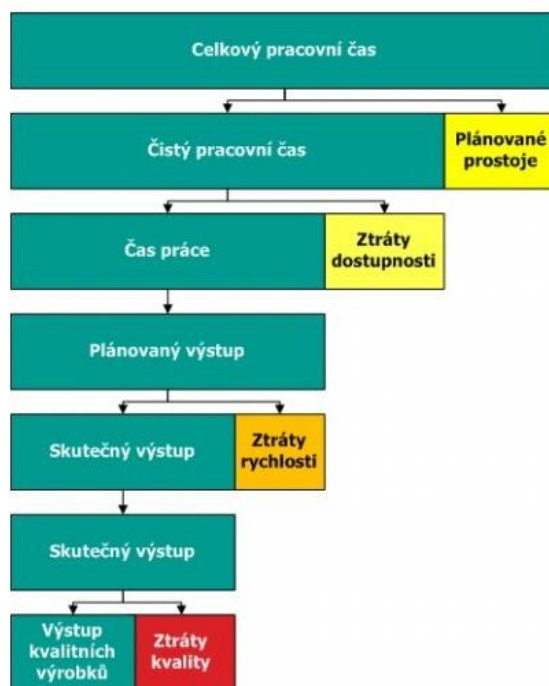 Celkový pracovní čas
Čistý pracovní čas
Plánované
prostoje
Čas práce
Ztráty
dostupnosti
Plánovaný výstup
Skutečný výstup
Ztráty
rychlosti
Skutečný výstup
Výstup
kvalitních
výrobků
Ztráty
kvality